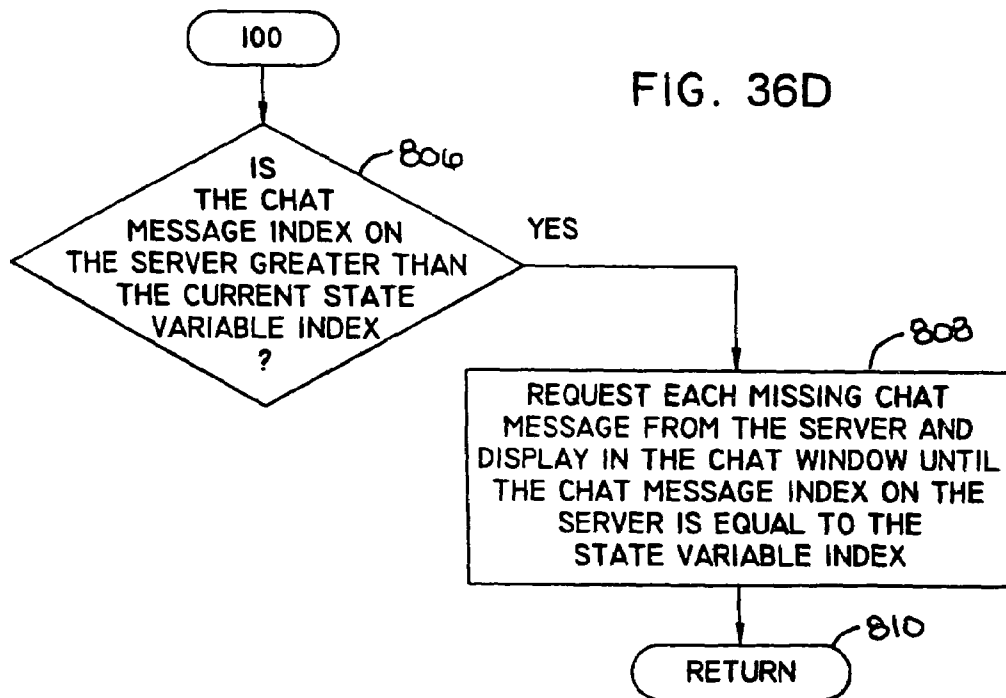 100
FIG. 36D
806
IS
THE CHAT
MESSAGE INDEX ON
THE SERVER GREATER THAN
THE CURRENT STATE
VARIABLE INDEX
?
YES
808
REQUEST EACH MISSING CHAT
MESSAGE FROM THE SERVER AND
DISPLAY IN THE CHAT WINDOW UNTIL
THE CHAT MESSAGE INDEX ON THE
SERVER IS EQUAL TO THE
STATE VARIABLE INDEX
810
RETURN